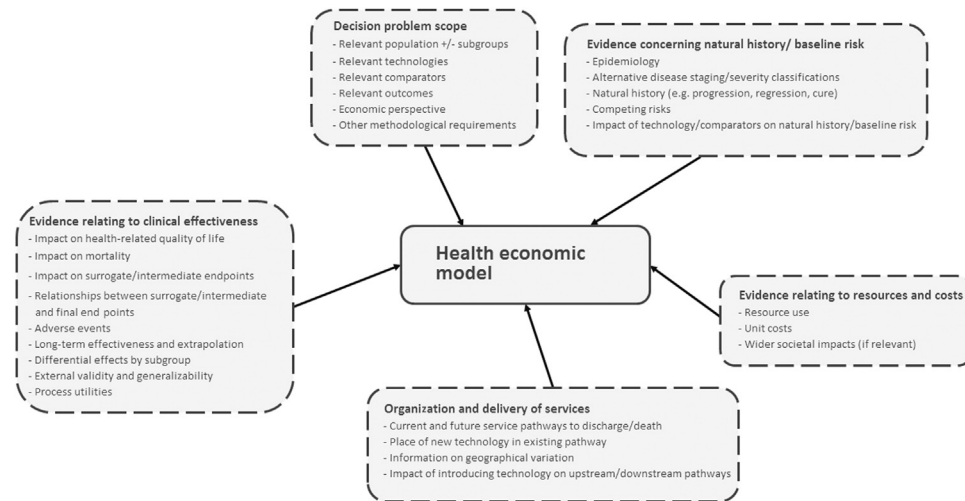 Decision problem scope
- Relevant population +/- subgroups
- Relevant technologies
- Relevant comparators
- Relevant outcomes
- Economic perspective
- Other methodological requirements
Evidence concerning natural history/ baseline risk
- Epidemiology
- Alternative disease staging/severity classifications
- Natural history (e.g. progression, regression, cure)
- Competing risks
- Impact of technology/comparators on natural history/baseline risk
Evidence relating to clinical effectiveness
- Impact on health-related quality of life
- Impact on mortality
- Impact on surrogate/intermediate endpoints
- Relationships between surrogate/intermediate
and final end points
- Adverse events
- Long-term effectiveness and extrapolation
- Differential effects by subgroup
- External validity and generalizability
- Process utilities
Health economic
model
Evidence relating to resources and costs
- Resource use
- Unit costs
- Wider societal impacts (if relevant)
Organization and delivery of services
- Current and future service pathways to discharge/death
- Place of new technology in existing pathway
- Information on geographical variation
- Impact of introducing technology on upstream/downstream pathways